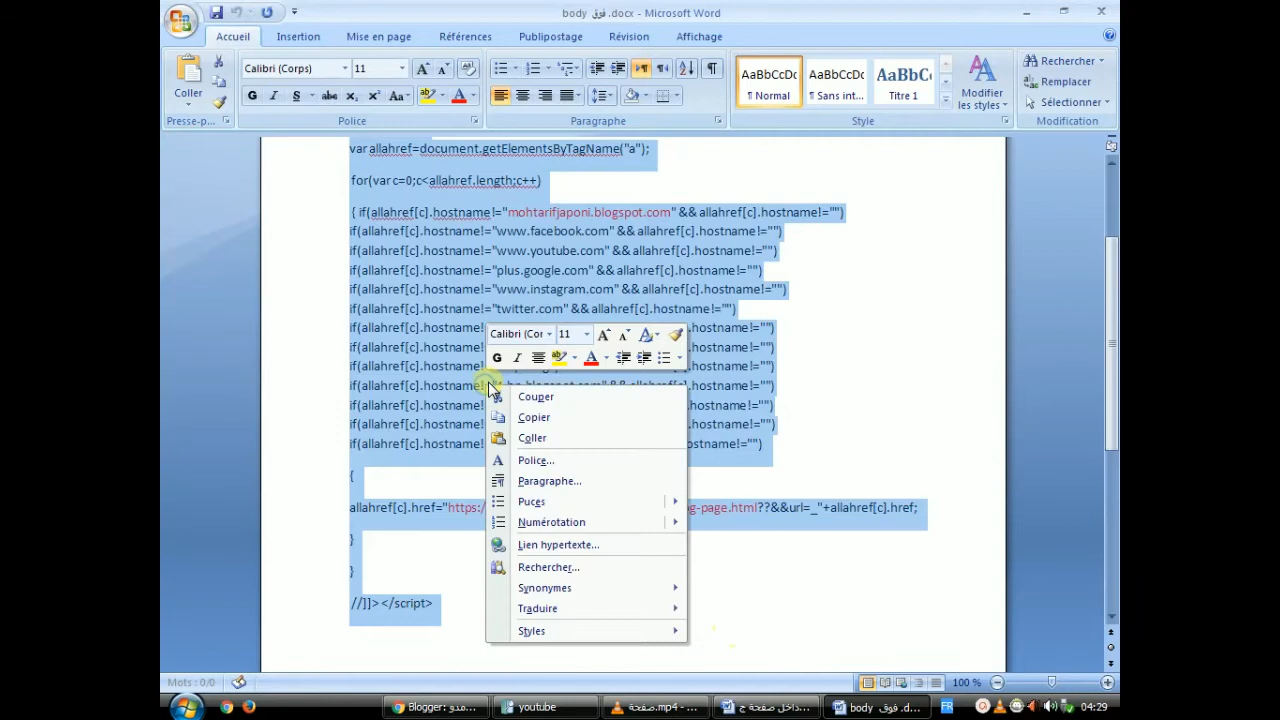 body فوق .docx - Microsoft Word
Accueil Insertion Mise en page Références Publipostage Révision Affichage
Coller
Calibri (Corps) 11
AaBbCcDc AaBbCcDc AaBbCc
¶ Normal ¶ Sans int... Titre 1
Modifier les styles
Rechercher
Remplacer
Sélectionner
Presse-p... Police Paragraphe Style Modification
var allahref=document.getElementsByTagName("a");
for(var c=0;c<allahref.length;c++)
{ if(allahref[c].hostname!="mohtarifjaponi.blogspot.com" && allahref[c].hostname!="")
if(allahref[c].hostname!="www.facebook.com" && allahref[c].hostname!="")
if(allahref[c].hostname!="www.youtube.com" && allahref[c].hostname!="")
if(allahref[c].hostname!="plus.google.com" && allahref[c].hostname!="")
if(allahref[c].hostname!="www.instagram.com" && allahref[c].hostname!="")
if(allahref[c].hostname!="twitter.com" && allahref[c].hostname!="")
if(allahref[c].hostname! .hostname!="")
if(allahref[c].hostname! .hostname!="")
if(allahref[c].hostname! .hostname!="")
if(allahref[c].hostname! .hostname!="")
if(allahref[c].hostname! .hostname!="")
if(allahref[c].hostname! .hostname!="")
if(allahref[c].hostname! ostname!="")
{
allahref[c].href="https:/ g-page.html??&&url=_"+allahref[c].href;
}
}
//]]> </script>
Calibri (Cor 11
G I
Couper
Copier
Coller
Police...
Paragraphe...
Puces
Numérotation
Lien hypertexte...
Rechercher...
Synonymes
Traduire
Styles
Mots : 0/0 100 %
Blogger: مدو... youtube صفحة.mp4 - ... داخل صفحة ج... body فوق .d... FR 04:29